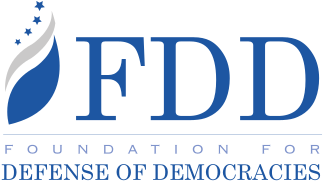 FDD
FOUNDATION FOR
DEFENSE OF DEMOCRACIES